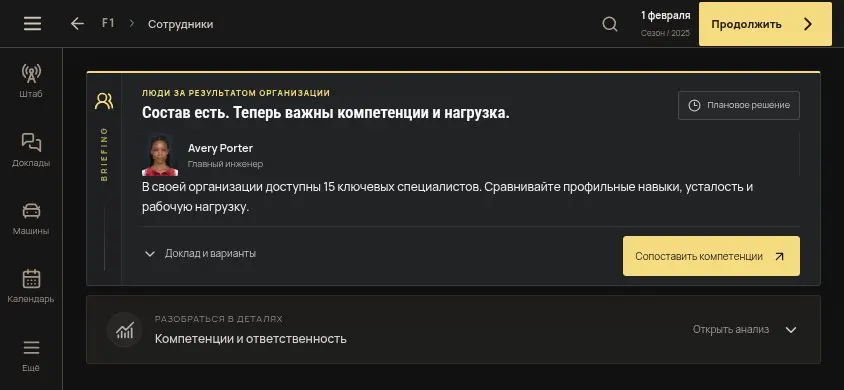 F1
Сотрудники
1 февраля
Сезон / 2025
Продолжить
Штаб
Доклады
Машины
Календарь
Ещё
BRIEFING
ЛЮДИ ЗА РЕЗУЛЬТАТОМ ОРГАНИЗАЦИИ
Состав есть. Теперь важны компетенции и нагрузка.
Плановое решение
Avery Porter
Главный инженер
В своей организации доступны 15 ключевых специалистов. Сравнивайте профильные навыки, усталость и
рабочую нагрузку.
Доклад и варианты
Сопоставить компетенции
РАЗОБРАТЬСЯ В ДЕТАЛЯХ
Компетенции и ответственность
Открыть анализ